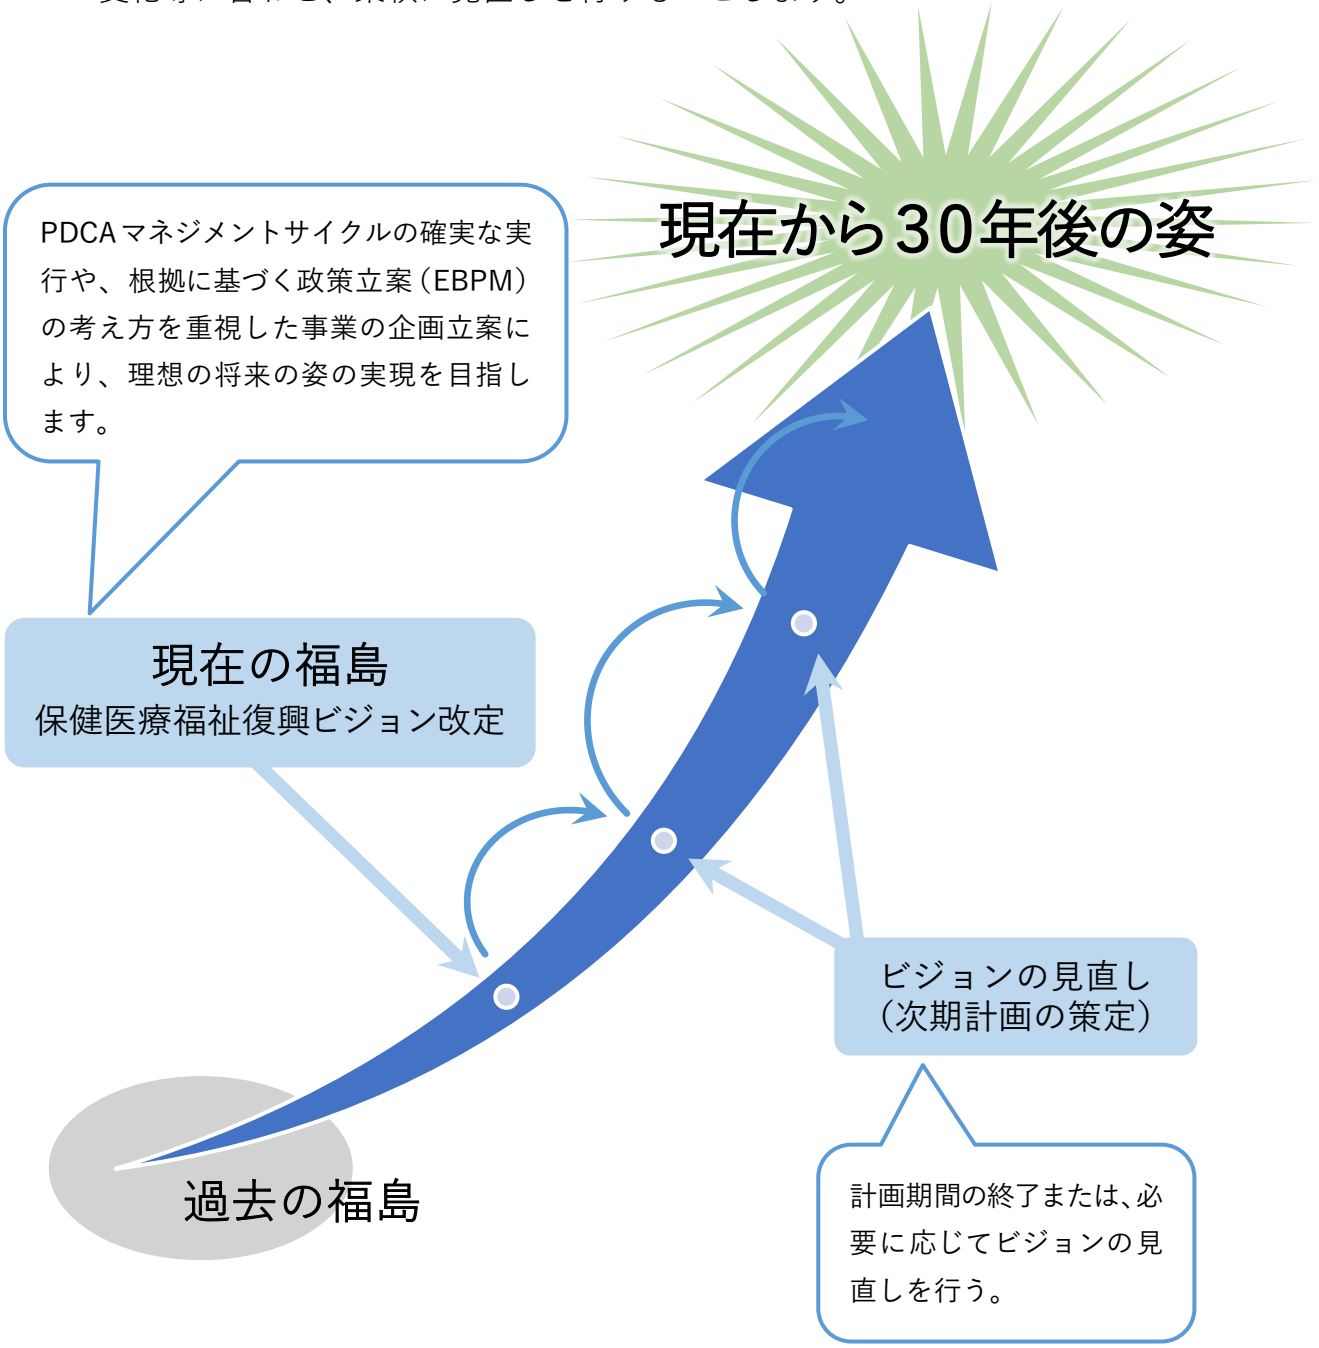 現在から30年後の姿
PDCAマネジメントサイクルの確実な実
行や、根拠に基づく政策立案（EBPM）
の考え方を重視した事業の企画立案に
より、理想の将来の姿の実現を目指し
ます。
現在の福島
保健医療福祉復興ビジョン改定
ビジョンの見直し
（次期計画の策定）
過去の福島
計画期間の終了または、必
要に応じてビジョンの見
直しを行う。